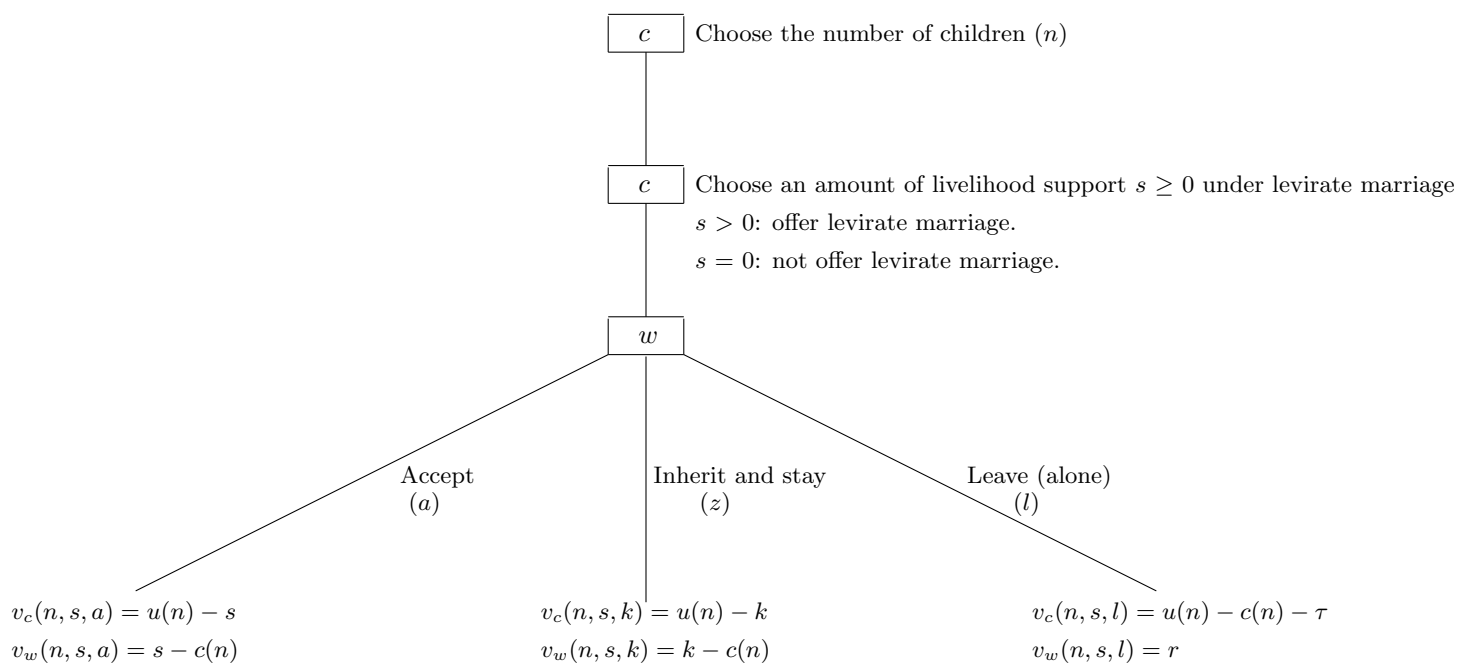 c Choose the number of children (n)
c Choose an amount of livelihood support s ≥ 0 under levirate marriage
s > 0: offer levirate marriage.
s = 0: not offer levirate marriage.
w
Accept
(a)
Inherit and stay
(z)
Leave (alone)
(l)
v_c(n, s, a) = u(n) − s
v_w(n, s, a) = s − c(n)
v_c(n, s, k) = u(n) − k
v_w(n, s, k) = k − c(n)
v_c(n, s, l) = u(n) − c(n) − τ
v_w(n, s, l) = r